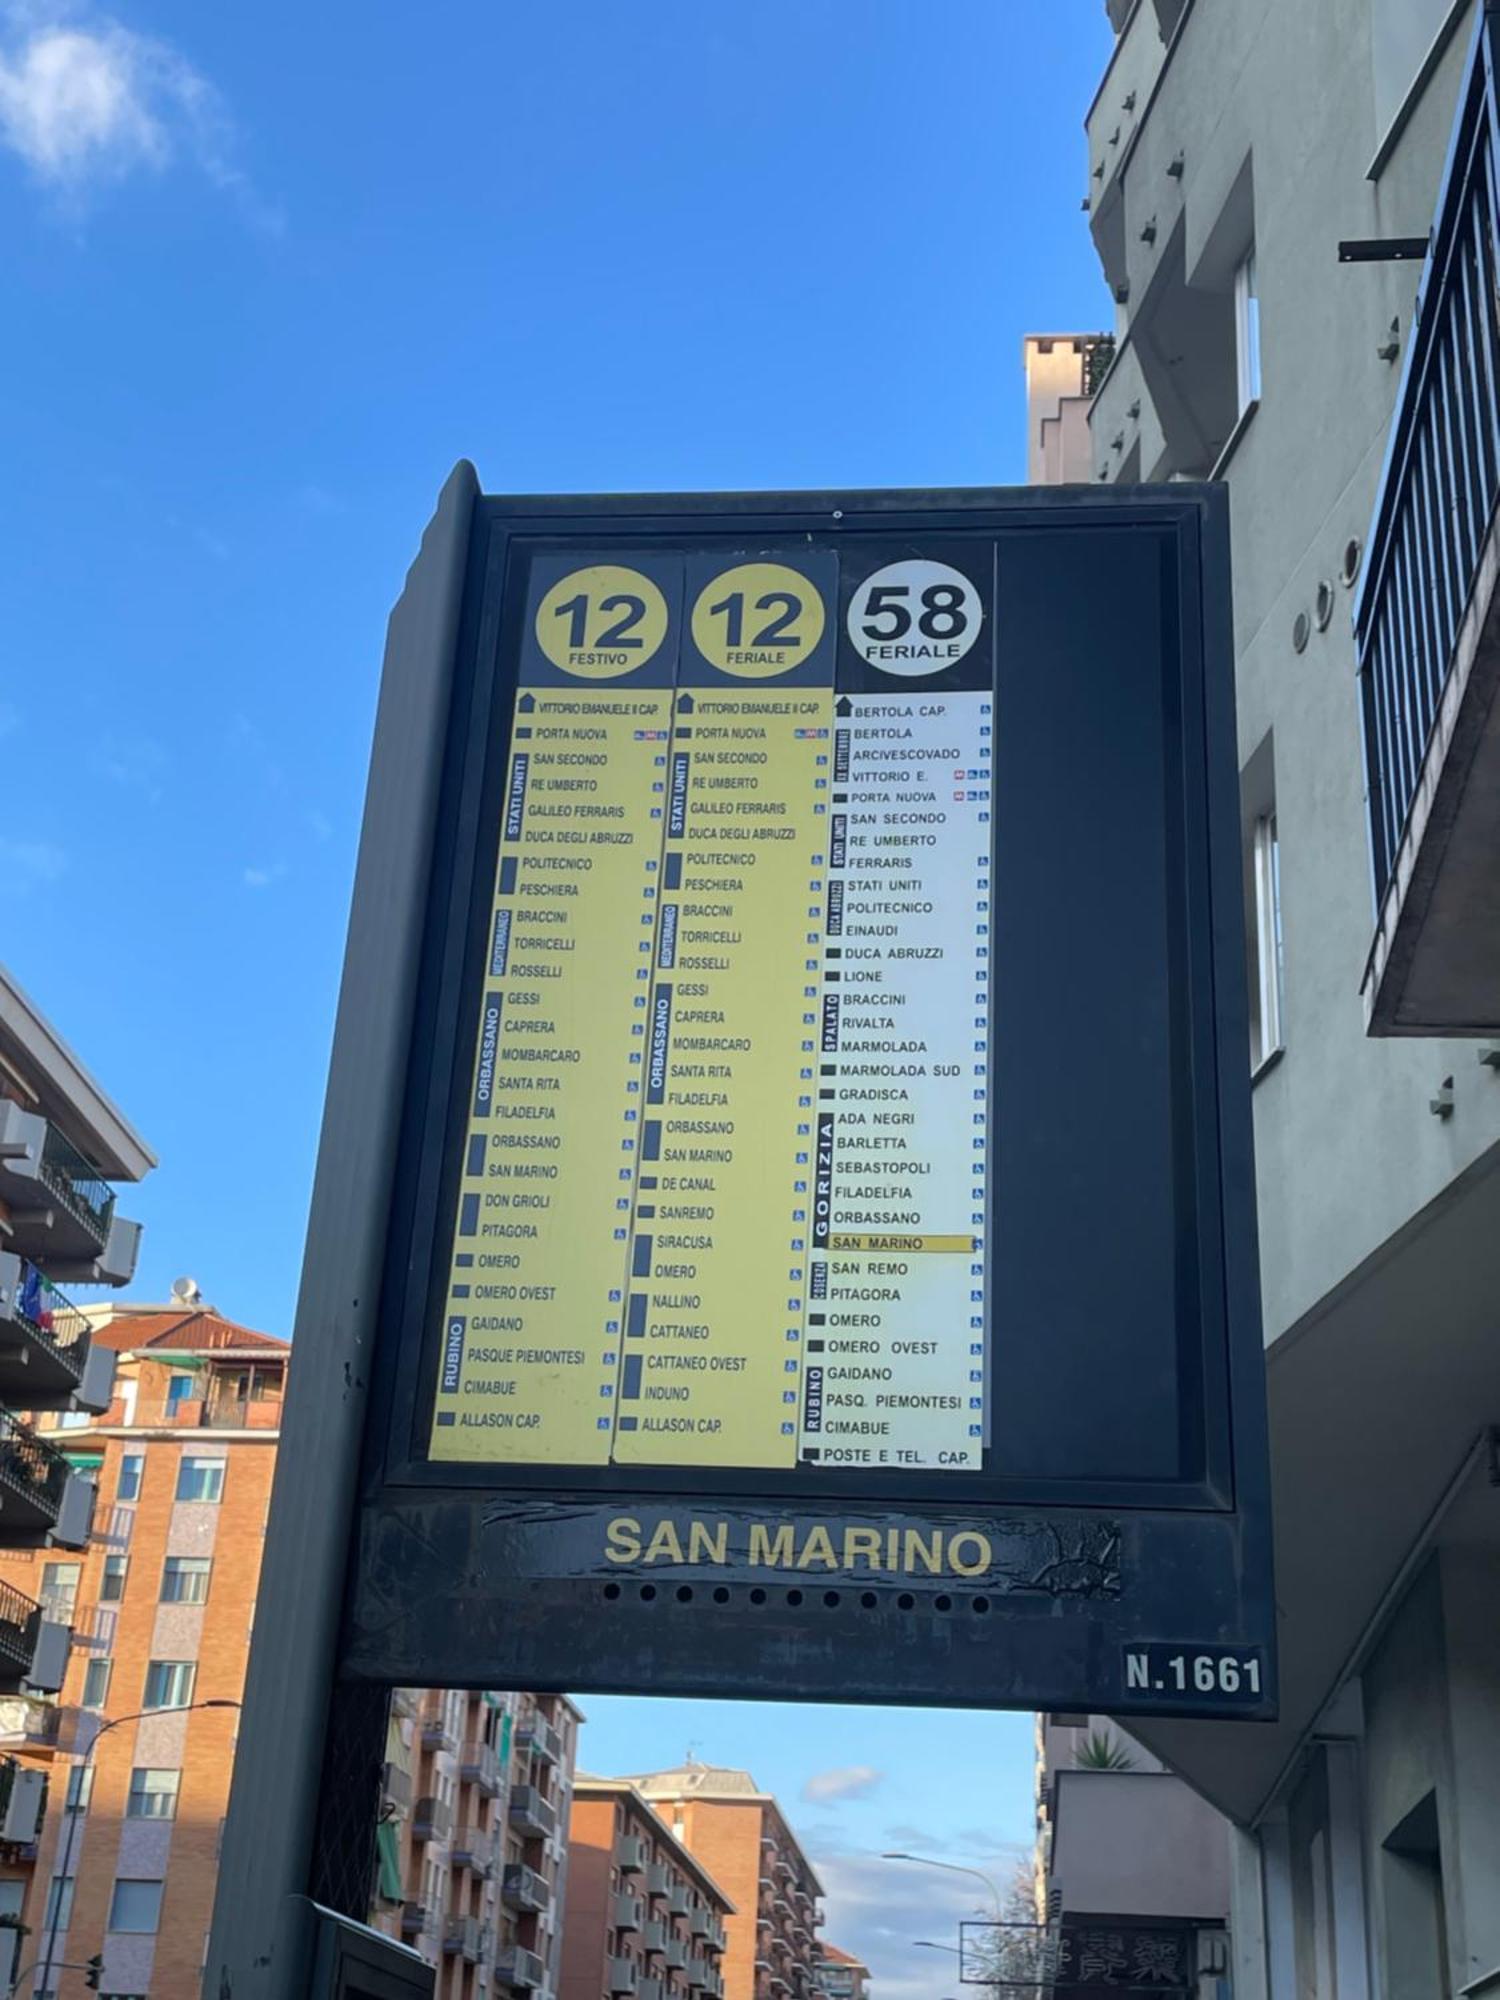 12
FESTIVO
VITTORIO EMANUELE II CAP.
PORTA NUOVA
STATI UNITI
SAN SECONDO
RE UMBERTO
GALILEO FERRARIS
DUCA DEGLI ABRUZZI
POLITECNICO
PESCHIERA
MEDITERRANEO
BRACCINI
TORRICELLI
ROSSELLI
ORBASSANO
GESSI
CAPRERA
MOMBARCARO
SANTA RITA
FILADELFIA
ORBASSANO
SAN MARINO
DON GRIOLI
PITAGORA
OMERO
OMERO OVEST
RUBINO
GAIDANO
PASQUE PIEMONTESI
CIMABUE
ALLASON CAP.
12
FERIALE
VITTORIO EMANUELE II CAP.
PORTA NUOVA
STATI UNITI
SAN SECONDO
RE UMBERTO
GALILEO FERRARIS
DUCA DEGLI ABRUZZI
POLITECNICO
PESCHIERA
MEDITERRANEO
BRACCINI
TORRICELLI
ROSSELLI
ORBASSANO
GESSI
CAPRERA
MOMBARCARO
SANTA RITA
FILADELFIA
ORBASSANO
SAN MARINO
DE CANAL
SANREMO
SIRACUSA
OMERO
NALLINO
CATTANEO
CATTANEO OVEST
INDUNO
ALLASON CAP.
58
FERIALE
BERTOLA CAP.
XX SETTEMBRE
BERTOLA
ARCIVESCOVADO
VITTORIO E.
PORTA NUOVA
STATI UNITI
SAN SECONDO
RE UMBERTO
FERRARIS
DUCA ABRUZZI
STATI UNITI
POLITECNICO
EINAUDI
DUCA ABRUZZI
LIONE
SPALATO
BRACCINI
RIVALTA
MARMOLADA
MARMOLADA SUD
GRADISCA
GORIZIA
ADA NEGRI
BARLETTA
SEBASTOPOLI
FILADELFIA
ORBASSANO
SAN MARINO
SAN REMO
PITAGORA
OMERO
OMERO OVEST
RUBINO
GAIDANO
PASQ. PIEMONTESI
CIMABUE
POSTE E TEL. CAP.
SAN MARINO
N.1661